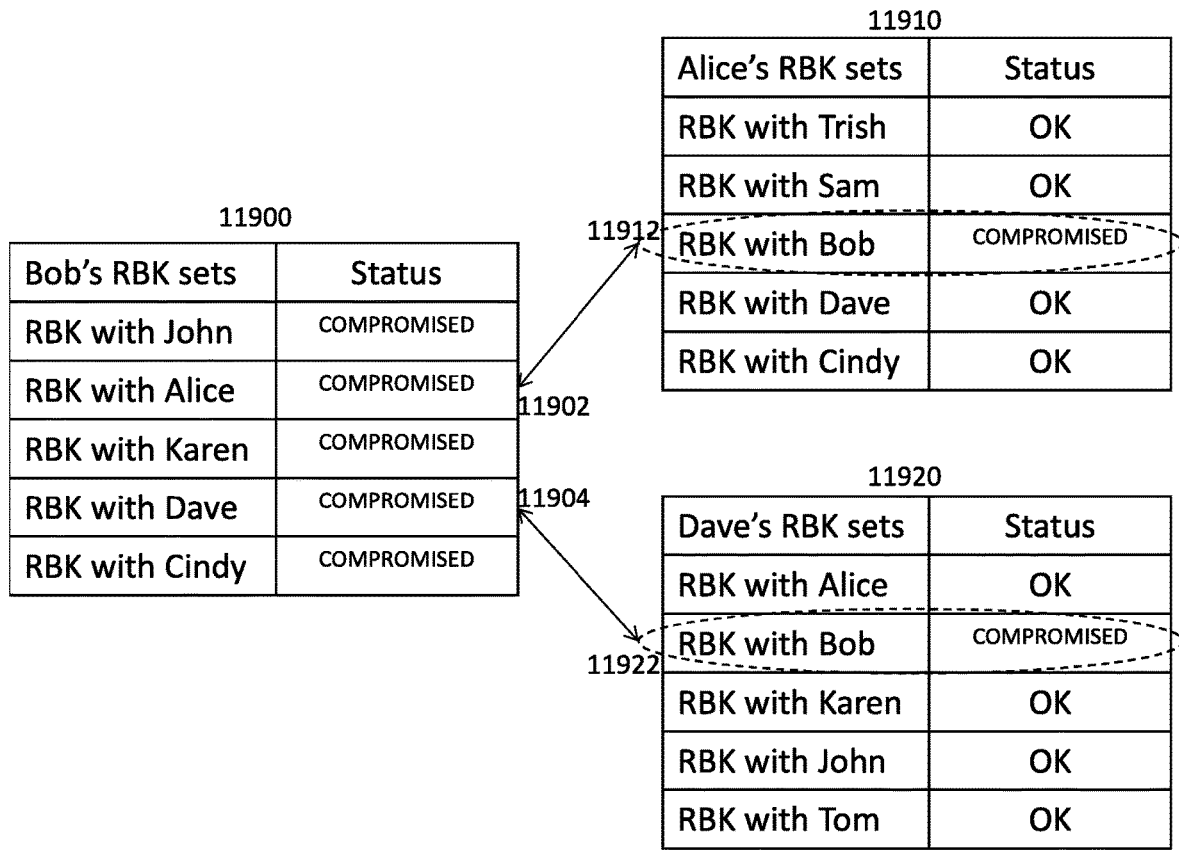 11900
Bob's RBK sets Status
RBK with John COMPROMISED
RBK with Alice COMPROMISED
11902
RBK with Karen COMPROMISED
RBK with Dave COMPROMISED
11904
RBK with Cindy COMPROMISED
11910
Alice's RBK sets Status
RBK with Trish OK
RBK with Sam OK
11912
RBK with Bob COMPROMISED
RBK with Dave OK
RBK with Cindy OK
11920
Dave's RBK sets Status
RBK with Alice OK
RBK with Bob COMPROMISED
11922
RBK with Karen OK
RBK with John OK
RBK with Tom OK